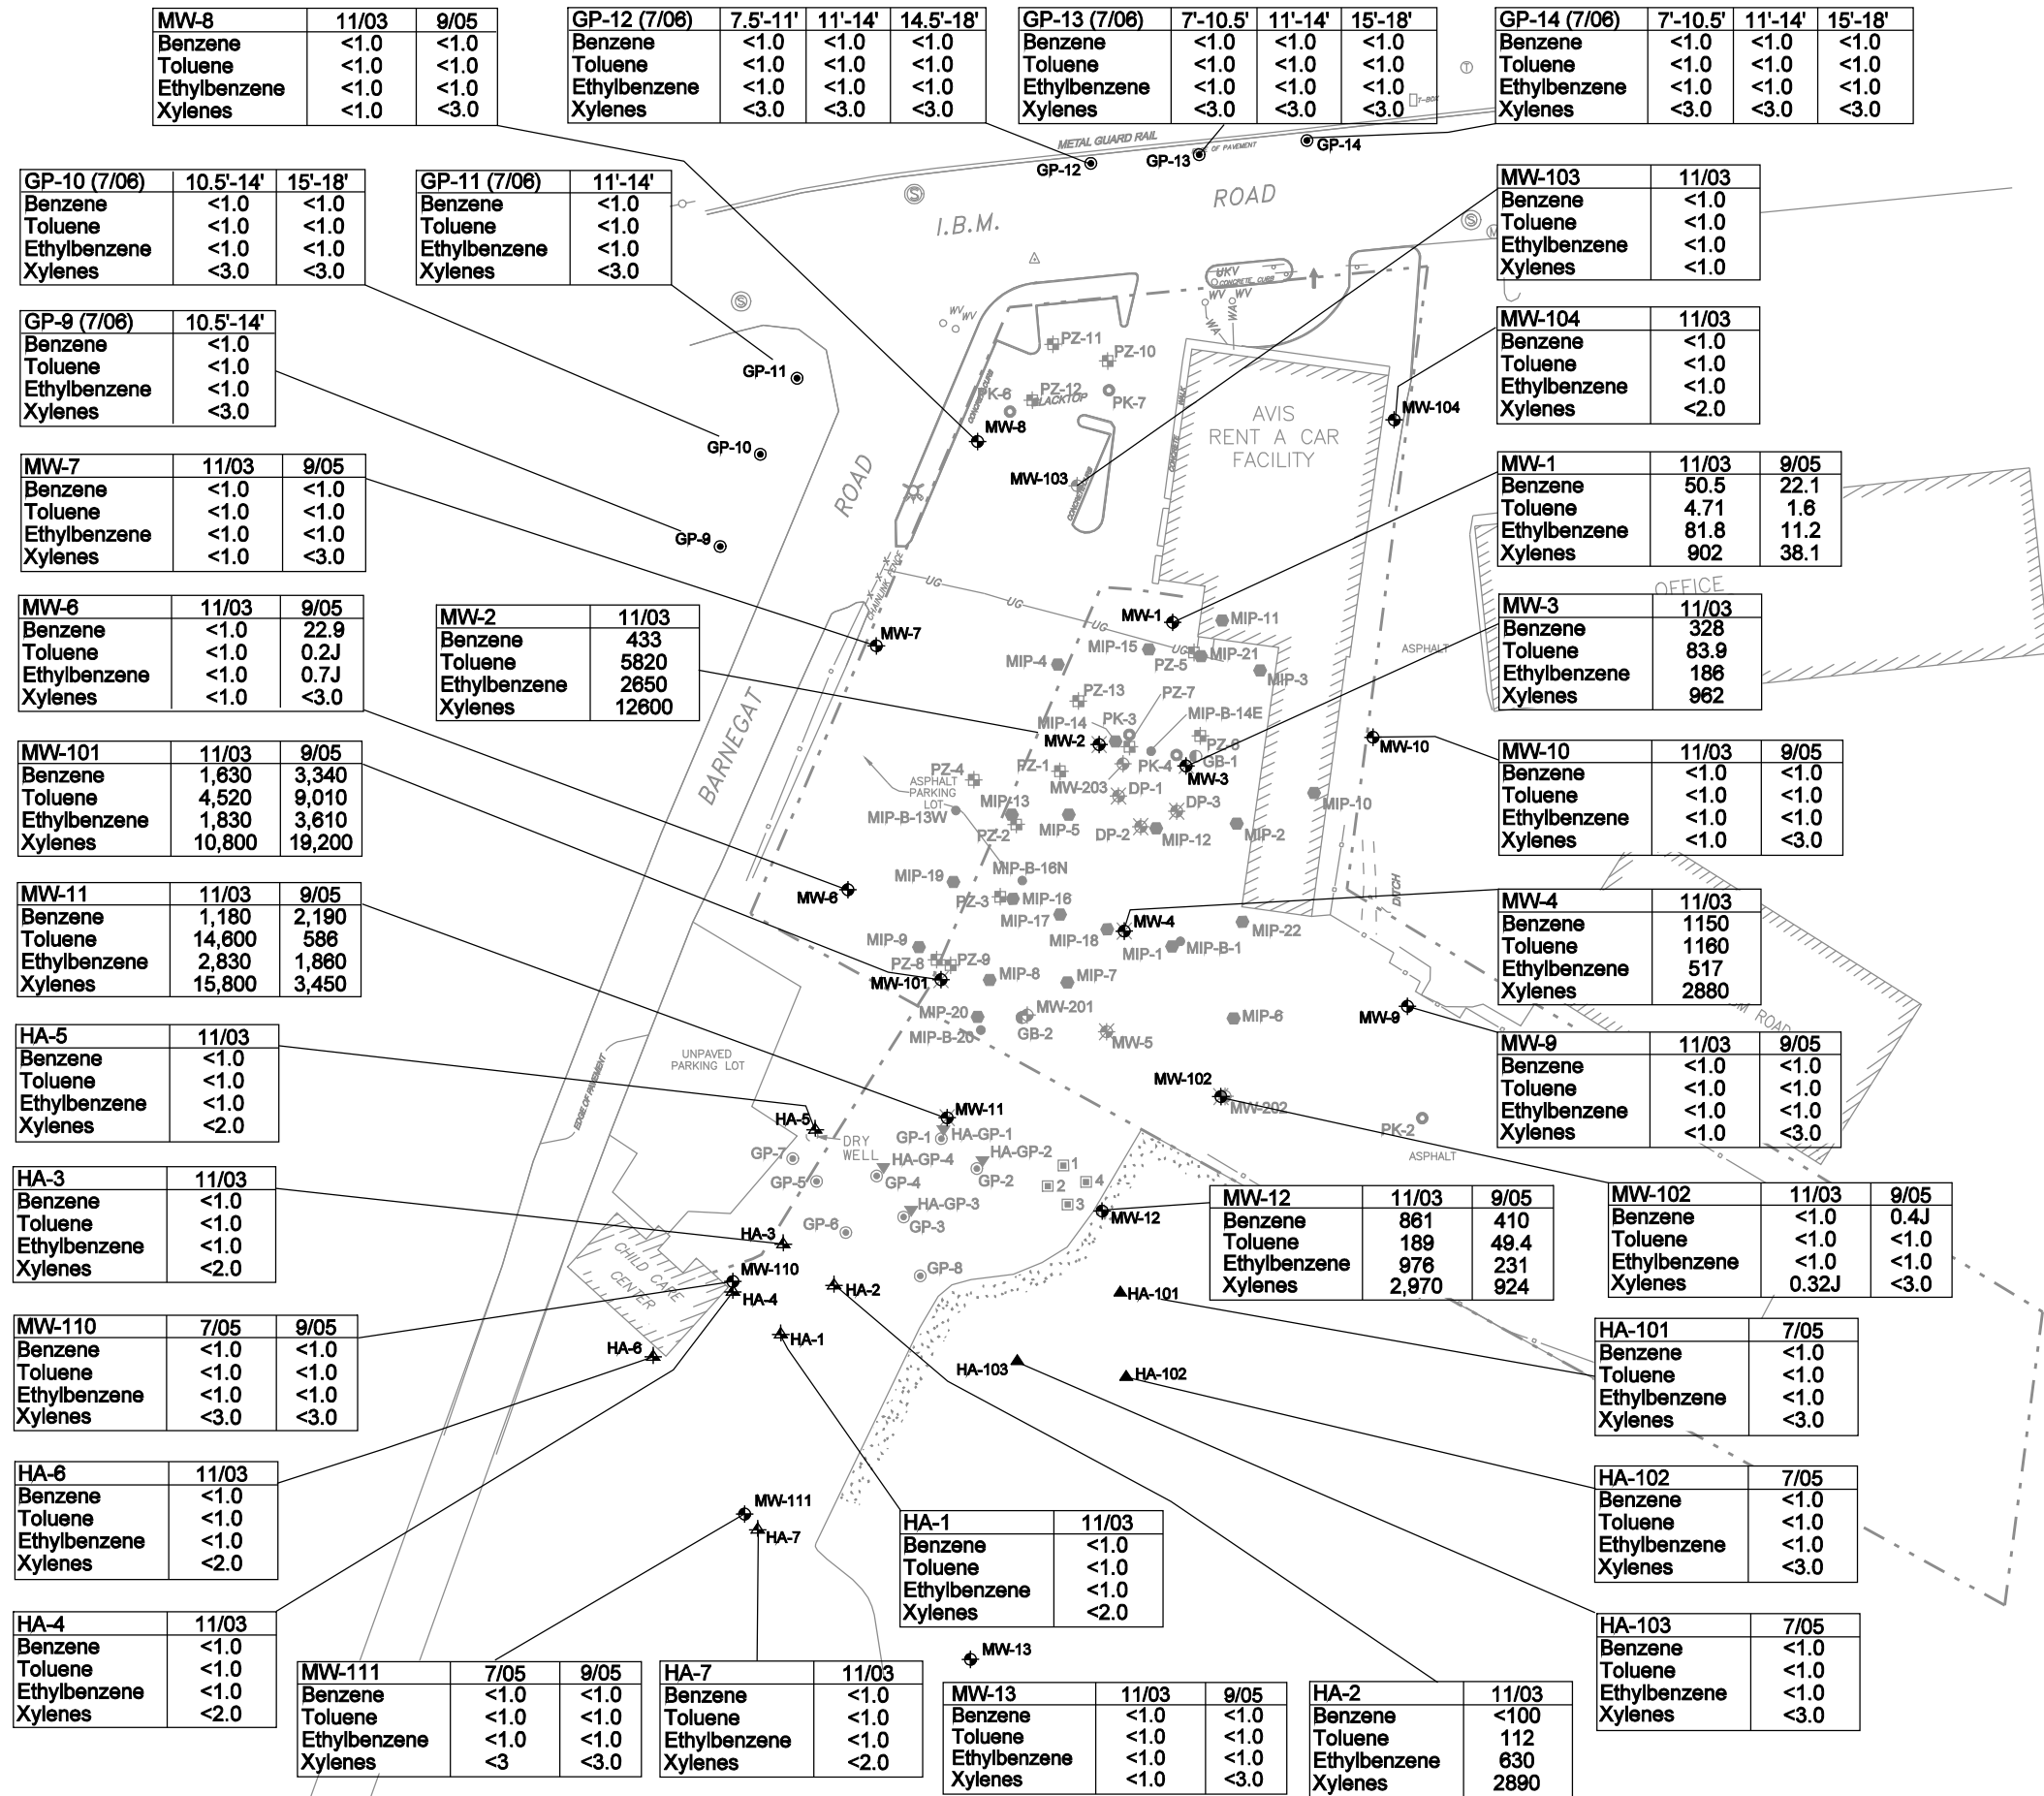 MW-8 11/03 9/05
Benzene <1.0 <1.0
Toluene <1.0 <1.0
Ethylbenzene <1.0 <1.0
Xylenes <1.0 <3.0
GP-12 (7/06) 7.5'-11' 11'-14' 14.5'-18'
Benzene <1.0 <1.0 <1.0
Toluene <1.0 <1.0 <1.0
Ethylbenzene <1.0 <1.0 <1.0
Xylenes <3.0 <3.0 <3.0
GP-13 (7/06) 7'-10.5' 11'-14' 15'-18'
Benzene <1.0 <1.0 <1.0
Toluene <1.0 <1.0 <1.0
Ethylbenzene <1.0 <1.0 <1.0
Xylenes <3.0 <3.0 <3.0
GP-14 (7/06) 7'-10.5' 11'-14' 15'-18'
Benzene <1.0 <1.0 <1.0
Toluene <1.0 <1.0 <1.0
Ethylbenzene <1.0 <1.0 <1.0
Xylenes <3.0 <3.0 <3.0
GP-10 (7/06) 10.5'-14' 15'-18'
Benzene <1.0 <1.0
Toluene <1.0 <1.0
Ethylbenzene <1.0 <1.0
Xylenes <3.0 <3.0
GP-11 (7/06) 11'-14'
Benzene <1.0
Toluene <1.0
Ethylbenzene <1.0
Xylenes <3.0
MW-103 11/03
Benzene <1.0
Toluene <1.0
Ethylbenzene <1.0
Xylenes <1.0
GP-9 (7/06) 10.5'-14'
Benzene <1.0
Toluene <1.0
Ethylbenzene <1.0
Xylenes <3.0
MW-104 11/03
Benzene <1.0
Toluene <1.0
Ethylbenzene <1.0
Xylenes <2.0
MW-7 11/03 9/05
Benzene <1.0 <1.0
Toluene <1.0 <1.0
Ethylbenzene <1.0 <1.0
Xylenes <1.0 <3.0
MW-1 11/03 9/05
Benzene 50.5 22.1
Toluene 4.71 1.6
Ethylbenzene 81.8 11.2
Xylenes 902 38.1
MW-6 11/03 9/05
Benzene <1.0 22.9
Toluene <1.0 0.2J
Ethylbenzene <1.0 0.7J
Xylenes <1.0 <3.0
MW-2 11/03
Benzene 433
Toluene 5820
Ethylbenzene 2650
Xylenes 12600
MW-3 11/03
Benzene 328
Toluene 83.9
Ethylbenzene 186
Xylenes 962
MW-101 11/03 9/05
Benzene 1,630 3,340
Toluene 4,520 9,010
Ethylbenzene 1,830 3,610
Xylenes 10,800 19,200
MW-10 11/03 9/05
Benzene <1.0 <1.0
Toluene <1.0 <1.0
Ethylbenzene <1.0 <1.0
Xylenes <1.0 <3.0
MW-11 11/03 9/05
Benzene 1,180 2,190
Toluene 14,600 586
Ethylbenzene 2,830 1,860
Xylenes 15,800 3,450
MW-4 11/03
Benzene 1150
Toluene 1160
Ethylbenzene 517
Xylenes 2880
HA-5 11/03
Benzene <1.0
Toluene <1.0
Ethylbenzene <1.0
Xylenes <2.0
MW-9 11/03 9/05
Benzene <1.0 <1.0
Toluene <1.0 <1.0
Ethylbenzene <1.0 <1.0
Xylenes <1.0 <3.0
HA-3 11/03
Benzene <1.0
Toluene <1.0
Ethylbenzene <1.0
Xylenes <2.0
MW-12 11/03 9/05
Benzene 861 410
Toluene 189 49.4
Ethylbenzene 976 231
Xylenes 2,970 924
MW-102 11/03 9/05
Benzene <1.0 0.4J
Toluene <1.0 <1.0
Ethylbenzene <1.0 <1.0
Xylenes 0.32J <3.0
MW-110 7/05 9/05
Benzene <1.0 <1.0
Toluene <1.0 <1.0
Ethylbenzene <1.0 <1.0
Xylenes <3.0 <3.0
HA-101 7/05
Benzene <1.0
Toluene <1.0
Ethylbenzene <1.0
Xylenes <3.0
HA-6 11/03
Benzene <1.0
Toluene <1.0
Ethylbenzene <1.0
Xylenes <2.0
HA-102 7/05
Benzene <1.0
Toluene <1.0
Ethylbenzene <1.0
Xylenes <3.0
HA-1 11/03
Benzene <1.0
Toluene <1.0
Ethylbenzene <1.0
Xylenes <2.0
HA-4 11/03
Benzene <1.0
Toluene <1.0
Ethylbenzene <1.0
Xylenes <2.0
HA-103 7/05
Benzene <1.0
Toluene <1.0
Ethylbenzene <1.0
Xylenes <3.0
MW-111 7/05 9/05
Benzene <1.0 <1.0
Toluene <1.0 <1.0
Ethylbenzene <1.0 <1.0
Xylenes <3 <3.0
HA-7 11/03
Benzene <1.0
Toluene <1.0
Ethylbenzene <1.0
Xylenes <2.0
MW-13 11/03 9/05
Benzene <1.0 <1.0
Toluene <1.0 <1.0
Ethylbenzene <1.0 <1.0
Xylenes <1.0 <3.0
HA-2 11/03
Benzene <100
Toluene 112
Ethylbenzene 630
Xylenes 2890
T
T-BOX
METAL GUARD RAIL
OF PAVEMENT
GP-12
GP-13
GP-14
S
I.B.M.
ROAD
S
M
S
UKV
CONCRETE CURB
WV WV
WV
WV
WA
WA
PZ-11
PZ-10
GP-11
PK-6
PZ-12
BLACKTOP
PK-7
CONCRETE CURB
WALK
CONCRETE
AVIS
RENT A CAR
FACILITY
MW-104
MW-8
GP-10
MW-103
CONCRETE CURB
ROAD
GP-9
X
X
CHAINLINK FENCE
UG
UG
UG
UG
OFFICE
MW-1
MIP-11
MW-7
MIP-15
MIP-4
PZ-5
MIP-21
MIP-3
ASPHALT
PZ-13
PZ-7
MIP-14
PK-3
MIP-B-14E
MW-2
PZ-6
MW-10
GB-1
PK-4
MW-3
BARNEGAT
PZ-4
PZ-1
ASPHALT
PARKING
LOT
MW-203
DP-1
DP-3
MIP-10
MIP-13
MIP-B-13W
PZ-2
MIP-5
DP-2
MIP-12
MIP-2
MIP-19
MIP-B-16N
MW-6
PZ-3
MIP-16
MIP-17
DITCH
MIP-18
MW-4
MIP-22
MIP-9
MIP-1
MIP-B-1
PZ-8
PZ-9
MW-101
MIP-8
MIP-7
MW-9
M ROAD
MIP-20
MW-201
MIP-6
MIP-B-20
GB-2
MW-5
UNPAVED
PARKING LOT
EDGE OF PAVEMENT
MW-102
MW-202
MW-11
HA-5
PK-2
GP-1
HA-GP-1
DRY
WELL
ASPHALT
GP-7
HA-GP-4
HA-GP-2
1
GP-5
GP-4
GP-2
2
4
3
HA-GP-3
GP-3
GP-6
MW-12
HA-3
CHILD CARE
CENTER
MW-110
HA-4
HA-2
GP-8
HA-101
HA-1
HA-6
HA-103
HA-102
MW-111
HA-7
MW-13